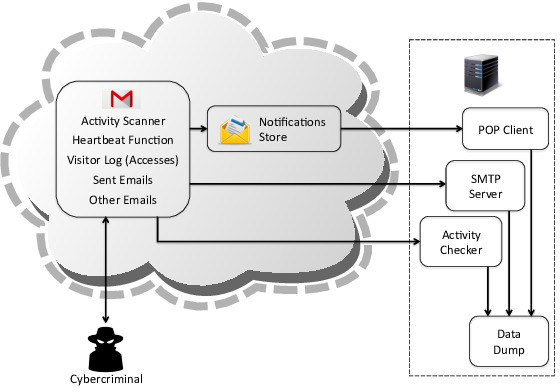 Activity Scanner
Heartbeat Function
Visitor Log (Accesses)
Sent Emails
Other Emails
Notifications
Store
POP Client
SMTP
Server
Activity
Checker
Data
Dump
Cybercriminal